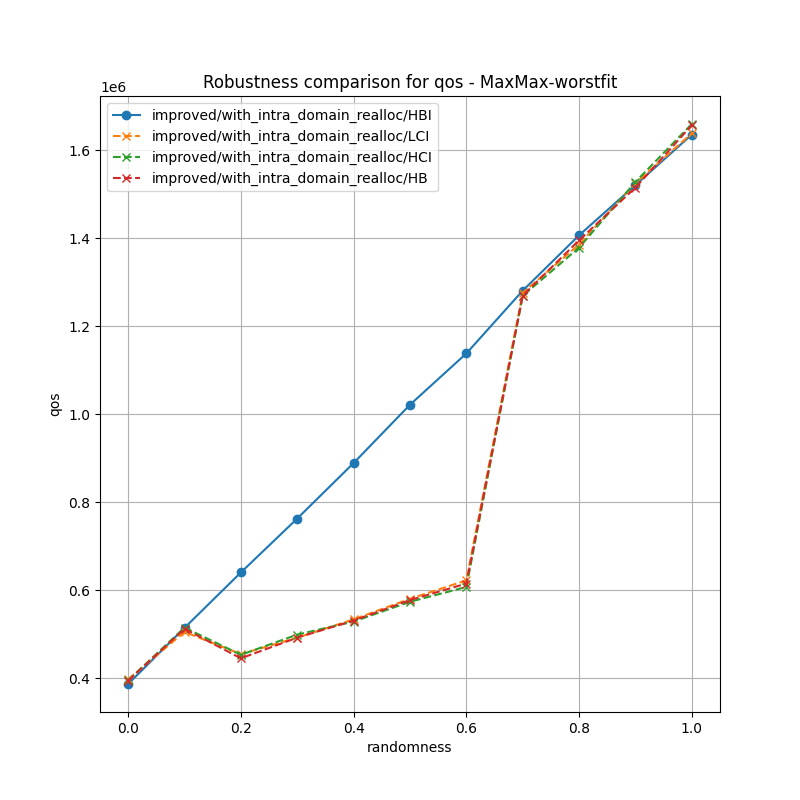 Robustness comparison for qos - MaxMax-worstfit
1e6
improved/with_intra_domain_realloc/HBI
improved/with_intra_domain_realloc/LCI
improved/with_intra_domain_realloc/HCI
improved/with_intra_domain_realloc/HB
1.6
1.4
1.2
1.0
0.8
0.6
0.4
qos
0.0 0.2 0.4 0.6 0.8 1.0
randomness